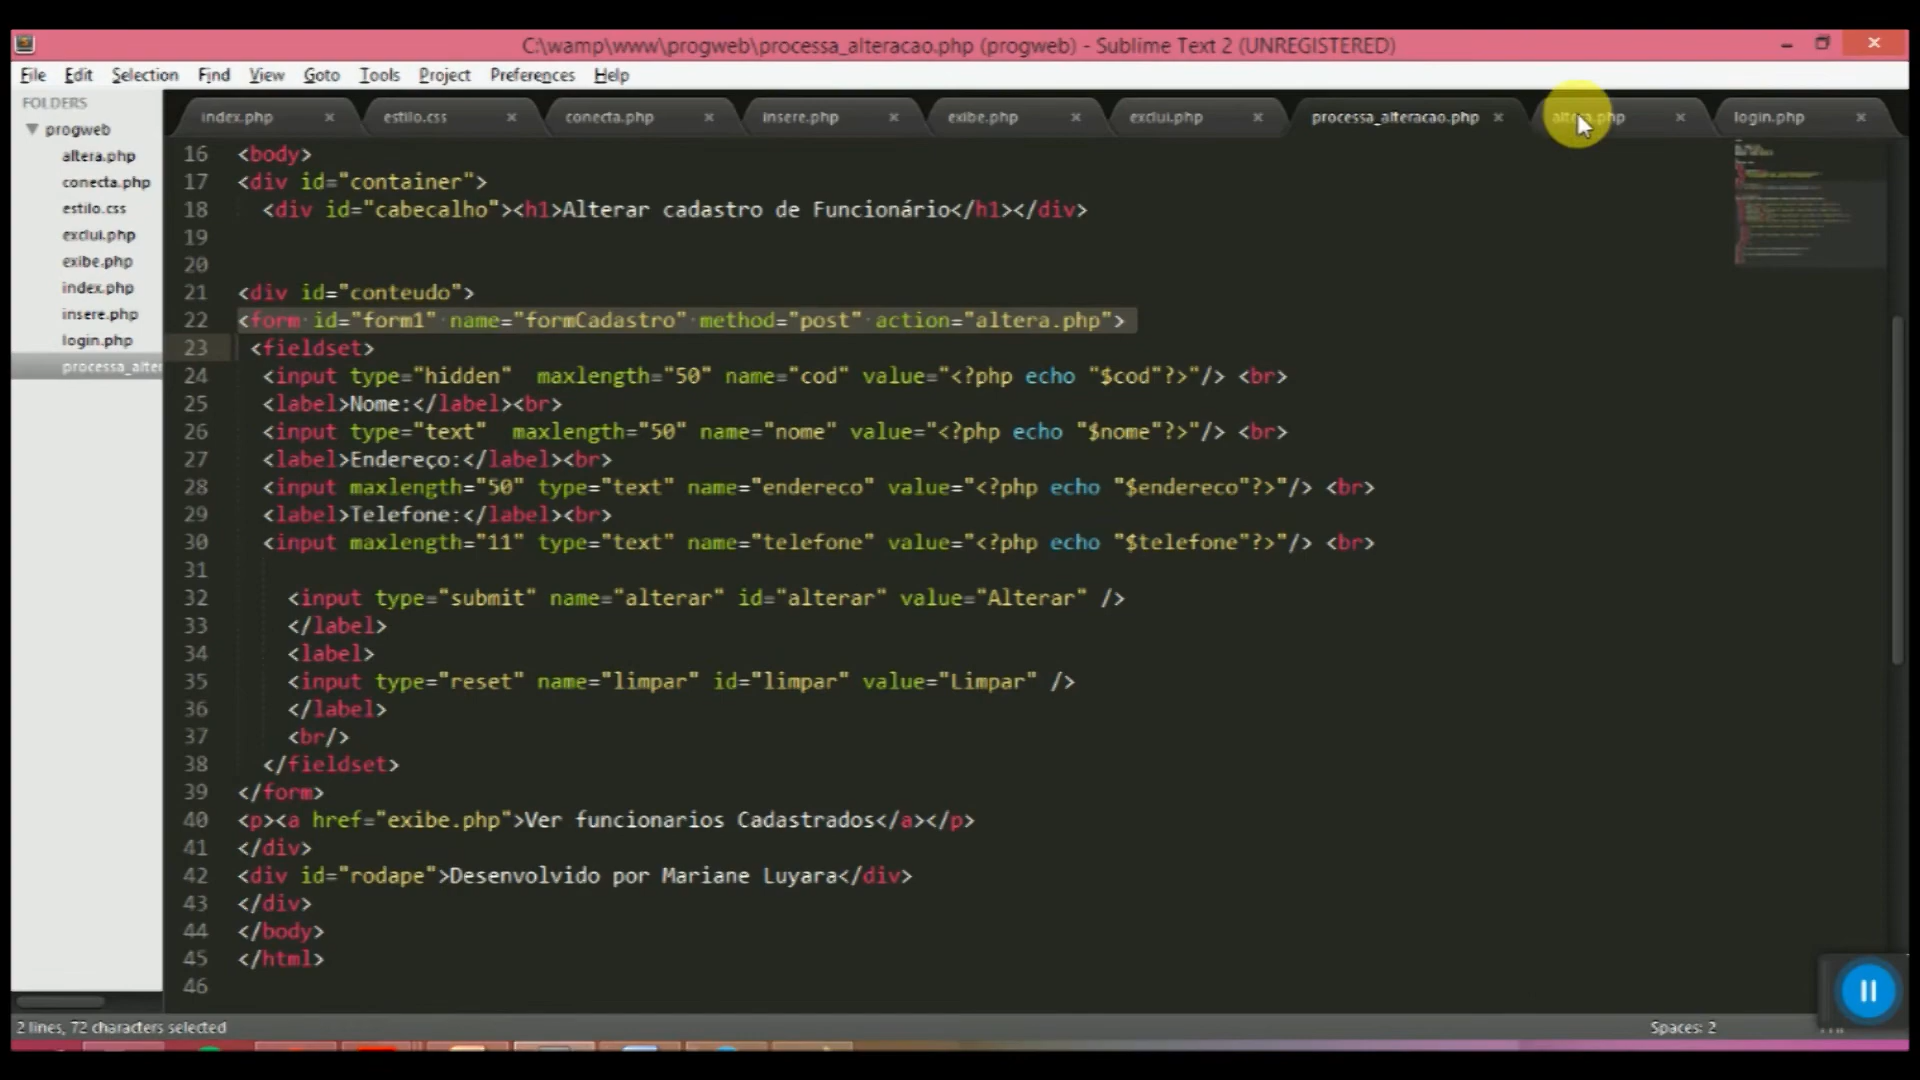 C:\wamp\www\progweb\processa_alteracao.php (progweb) - Sublime Text 2 (UNREGISTERED)
File Edit Selection Find View Goto Tools Project Preferences Help
FOLDERS
progweb
altera.php
conecta.php
estilo.css
exclui.php
exibe.php
index.php
insere.php
login.php
processa_alte
index.php estilo.css conecta.php insere.php exibe.php exclui.php processa_alteracao.php altera.php login.php
16 <body>
17 <div id="container">
18 <div id="cabecalho"><h1>Alterar cadastro de Funcionário</h1></div>
19
20
21 <div id="conteudo">
22 <form id="form1" name="formCadastro" method="post" action="altera.php">
23 <fieldset>
24 <input type="hidden" maxlength="50" name="cod" value="<?php echo "$cod"?>"/> <br>
25 <label>Nome:</label><br>
26 <input type="text" maxlength="50" name="nome" value="<?php echo "$nome"?>"/> <br>
27 <label>Endereço:</label><br>
28 <input maxlength="50" type="text" name="endereco" value="<?php echo "$endereco"?>"/> <br>
29 <label>Telefone:</label><br>
30 <input maxlength="11" type="text" name="telefone" value="<?php echo "$telefone"?>"/> <br>
31
32 <input type="submit" name="alterar" id="alterar" value="Alterar" />
33 </label>
34 <label>
35 <input type="reset" name="limpar" id="limpar" value="Limpar" />
36 </label>
37 <br/>
38 </fieldset>
39 </form>
40 <p><a href="exibe.php">Ver funcionarios Cadastrados</a></p>
41 </div>
42 <div id="rodape">Desenvolvido por Mariane Luyara</div>
43 </div>
44 </body>
45 </html>
46
2 lines, 72 characters selected
Spaces: 2